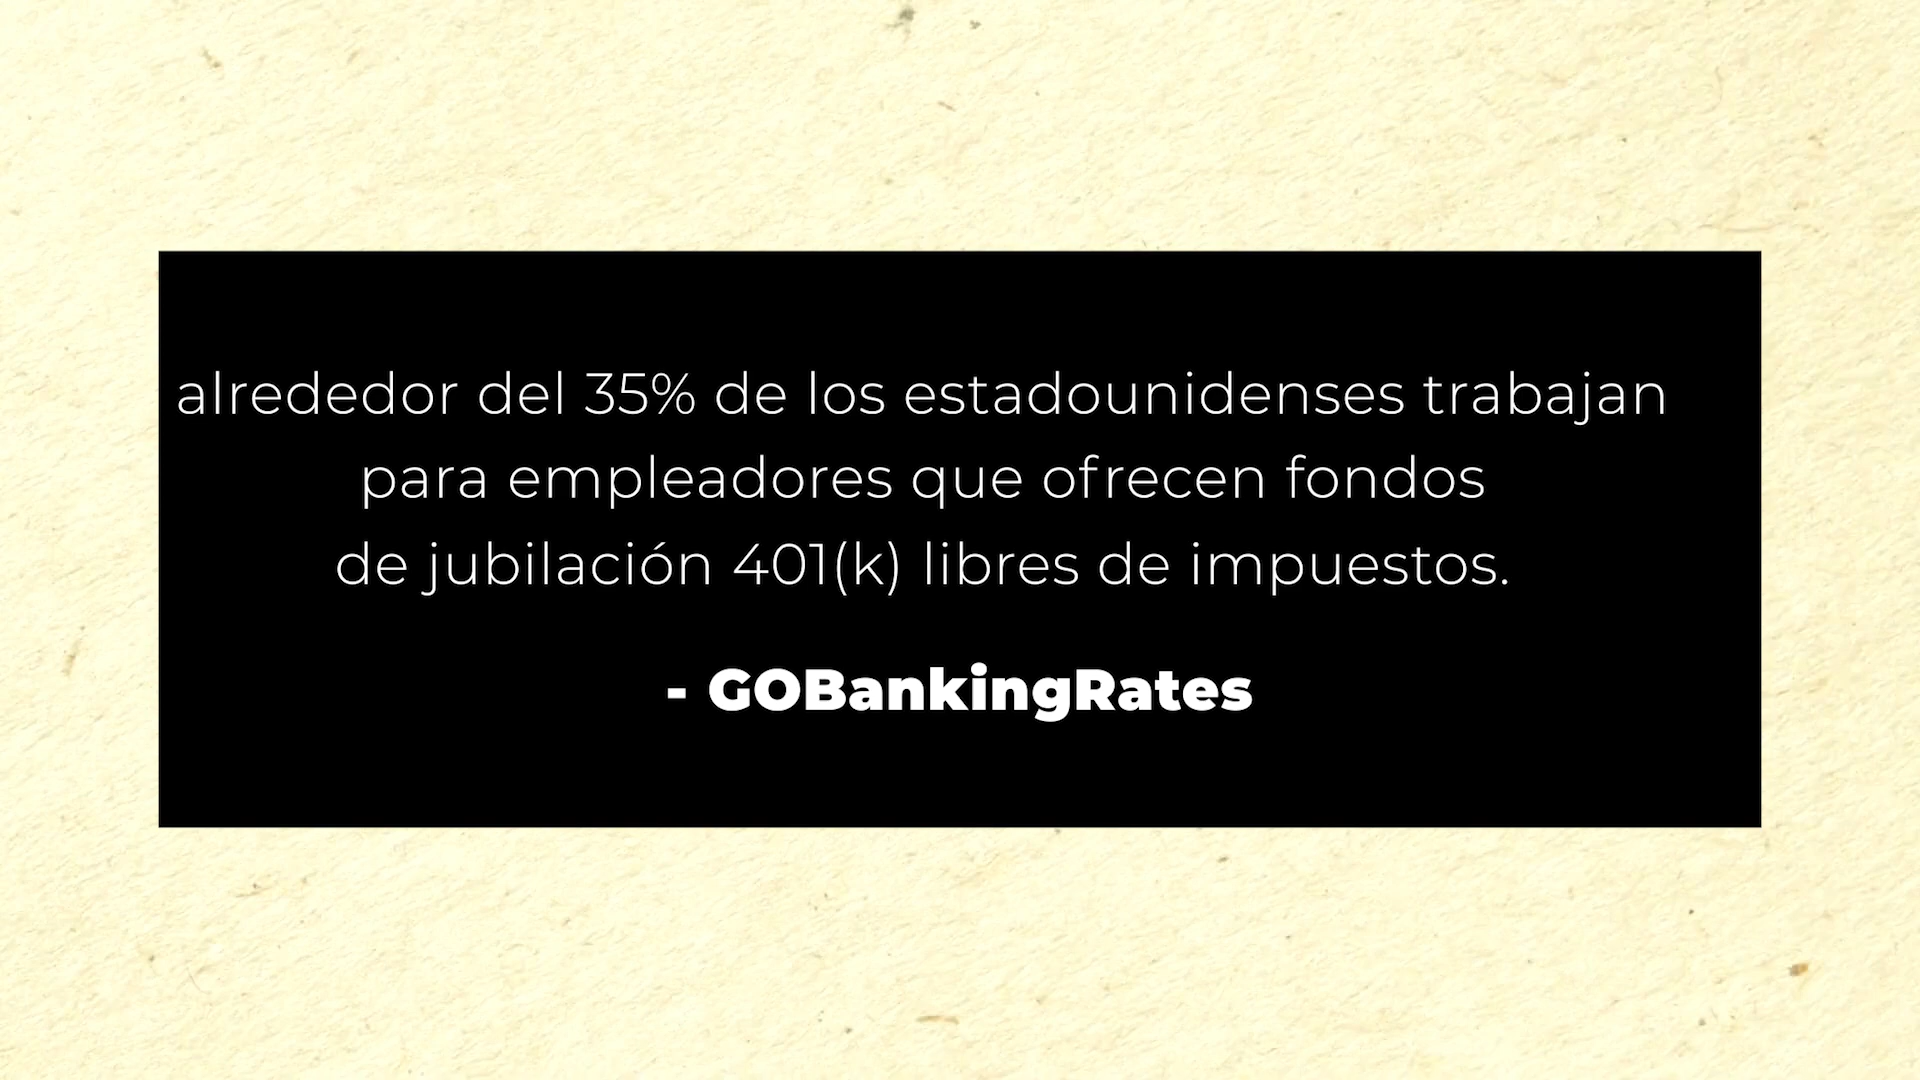 alrededor del 35% de los estadounidenses trabajan
para empleadores que ofrecen fondos
de jubilación 401(k) libres de impuestos.
- GOBankingRates